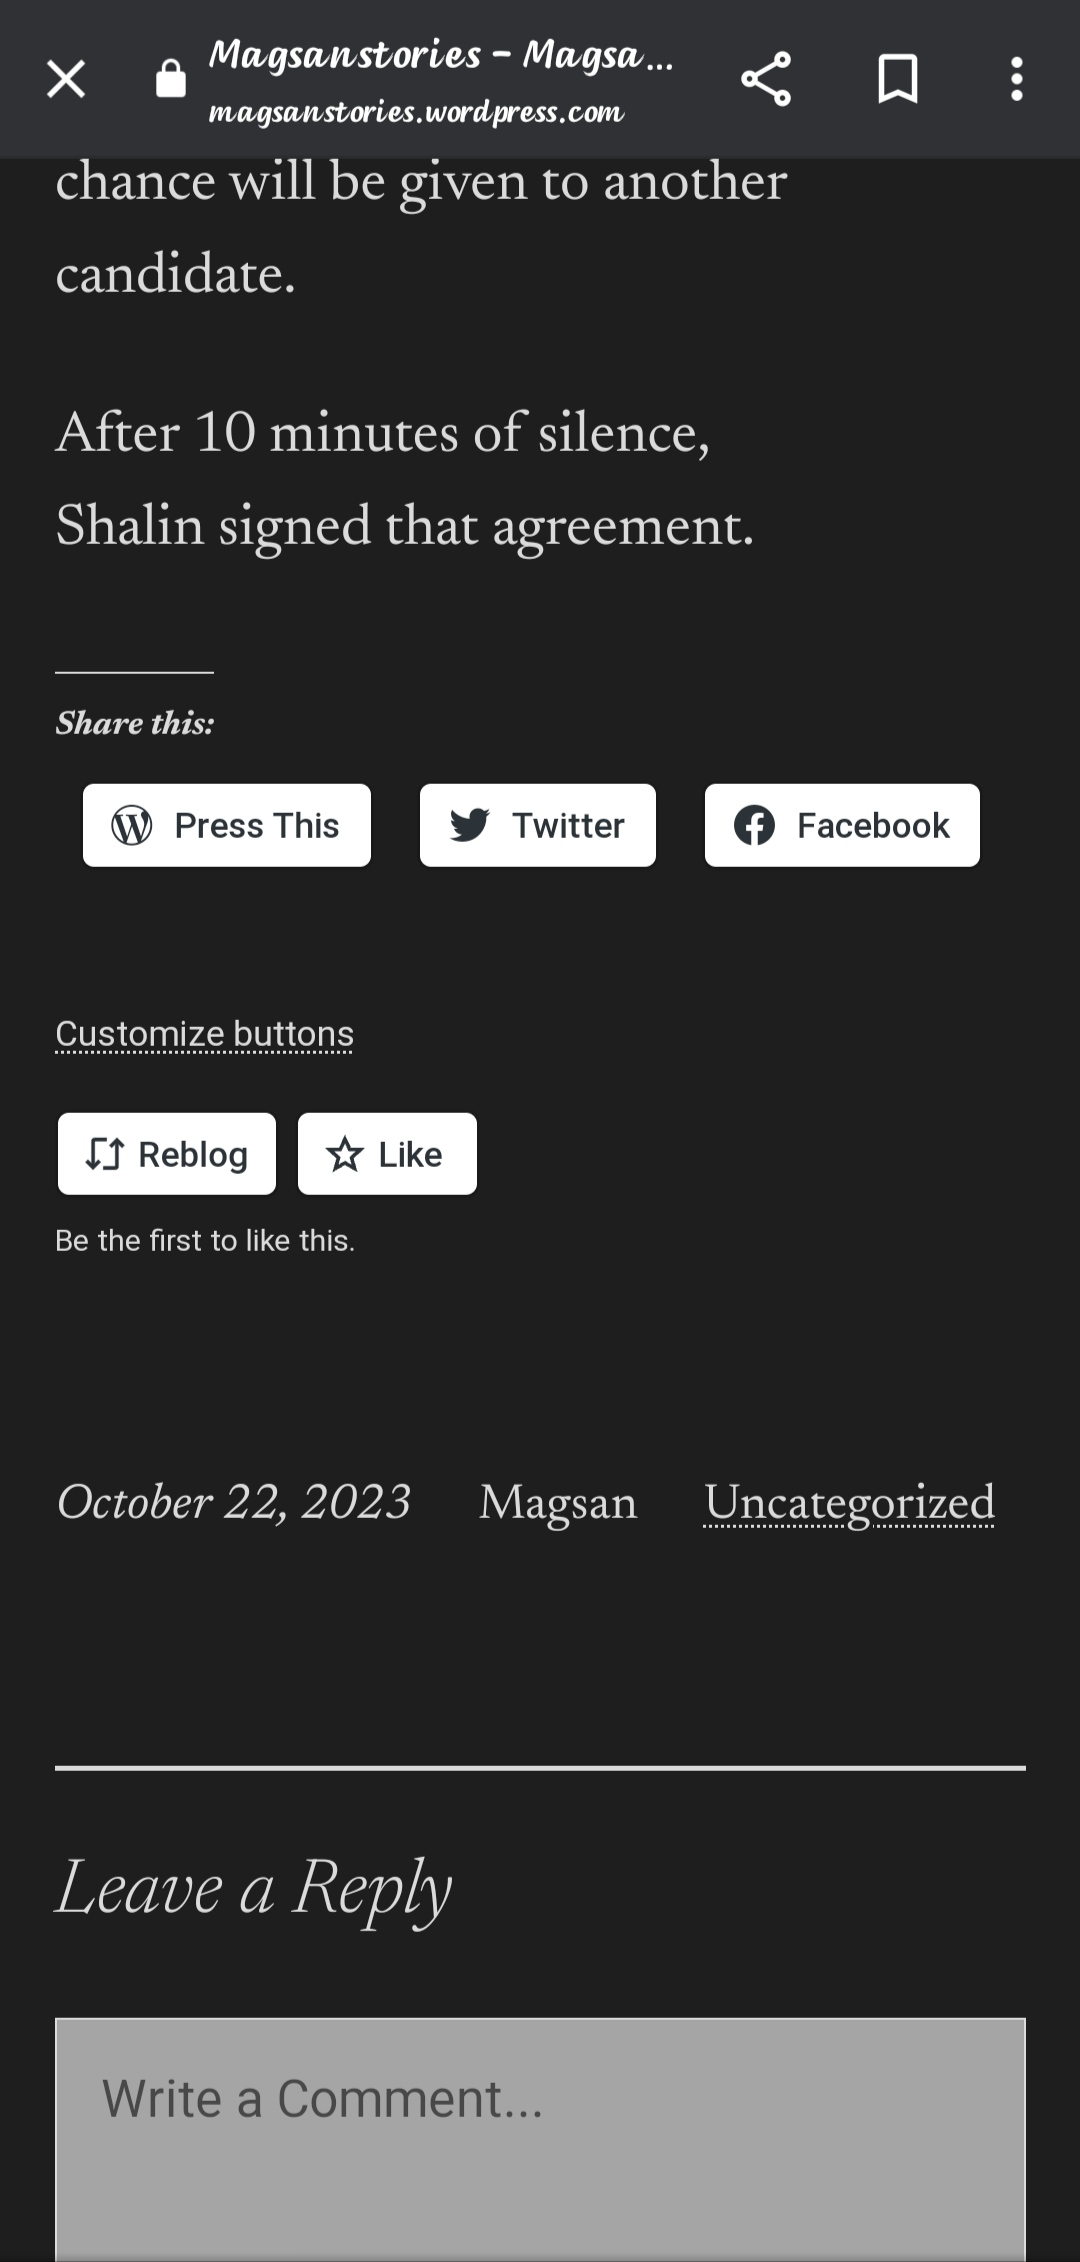 Magsanstories – Magsa...
magsanstories.wordpress.com
chance will be given to another
candidate.
After 10 minutes of silence,
Shalin signed that agreement.
Share this:
Press This
Twitter
Facebook
Customize buttons
Reblog
Like
Be the first to like this.
October 22, 2023
Magsan
Uncategorized
Leave a Reply
Write a Comment...